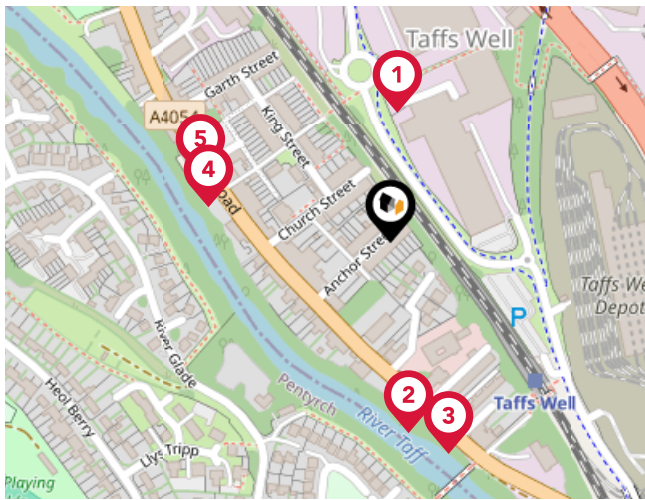 Taffs Well
1
Garth Street
A4054
King Street
5
4
Road
Church Street
Anchor Street
Taffs We
Depot
P
River Glade
Pentyrch
Heol Berry
2
3
River Taff
Taffs Well
Llys Tripp
Playing